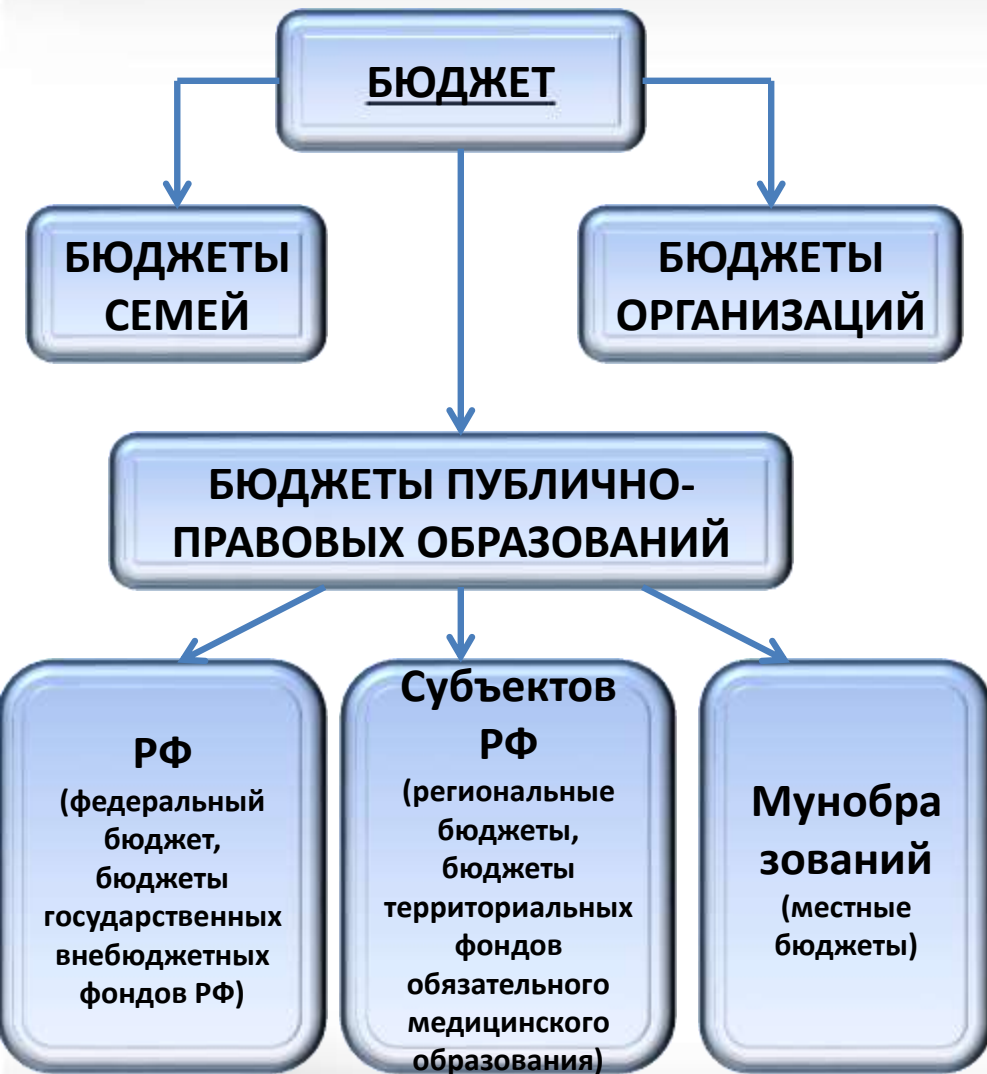 БЮДЖЕТ
БЮДЖЕТЫ
СЕМЕЙ
БЮДЖЕТЫ
ОРГАНИЗАЦИЙ
БЮДЖЕТЫ ПУБЛИЧНО-
ПРАВОВЫХ ОБРАЗОВАНИЙ
РФ
(федеральный
бюджет,
бюджеты
государственных
внебюджетных
фондов РФ)
Субъектов
РФ
(региональные
бюджеты,
бюджеты
территориальных
фондов
обязательного
медицинского
образования)
Мунобра
зований
(местные
бюджеты)